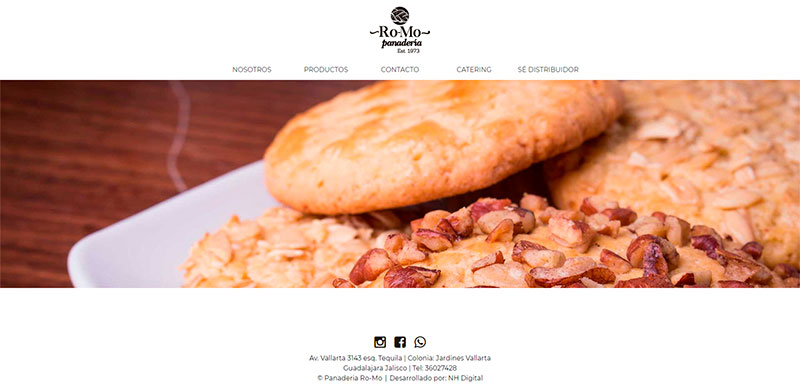 Ro-Mo
panadería
Est. 1973
NOSOTROS PRODUCTOS CONTACTO CATERING SÉ DISTRIBUIDOR
Av. Vallarta 3143 esq. Tequila | Colonia: Jardines Vallarta
Guadalajara Jalisco | Tel: 36027428
© Panaderia Ro-Mo | Desarrollado por: NH Digital